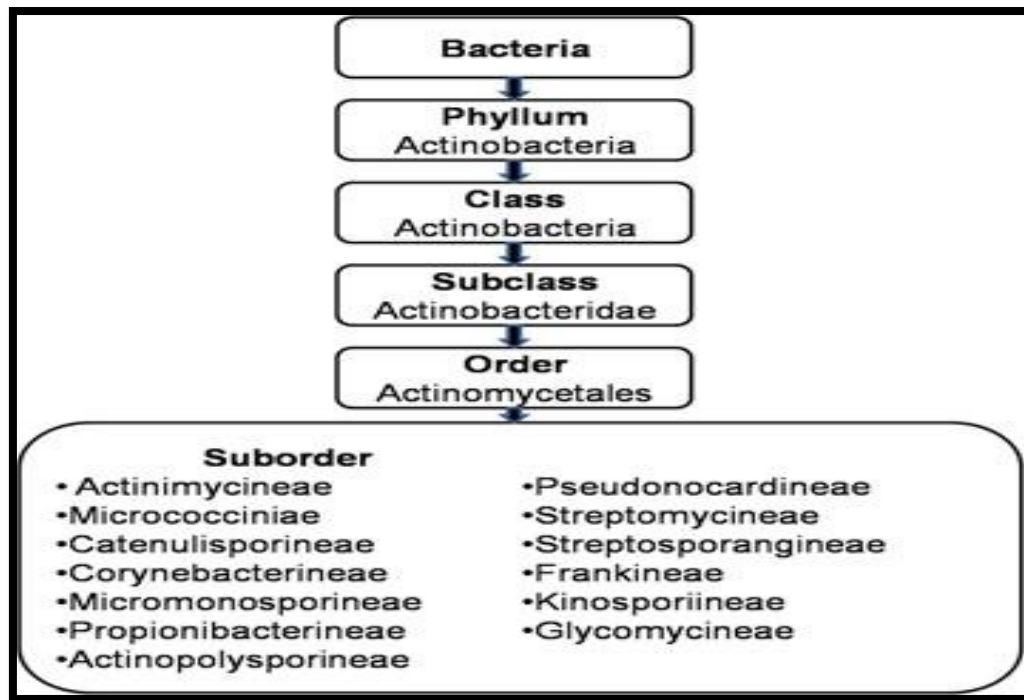 Bacteria
Phyllum
Actinobacteria
Class
Actinobacteria
Subclass
Actinobacteridae
Order
Actinomycetales
Suborder
• Actinimycineae
•Micrococciniae
•Catenulisporineae
•Corynebacterineae
•Micromonosporineae
•Propionibacterineae
•Actinopolysporineae
•Pseudonocardineae
•Streptomycineae
•Streptosporangineae
•Frankineae
•Kinosporiineae
•Glycomycineae